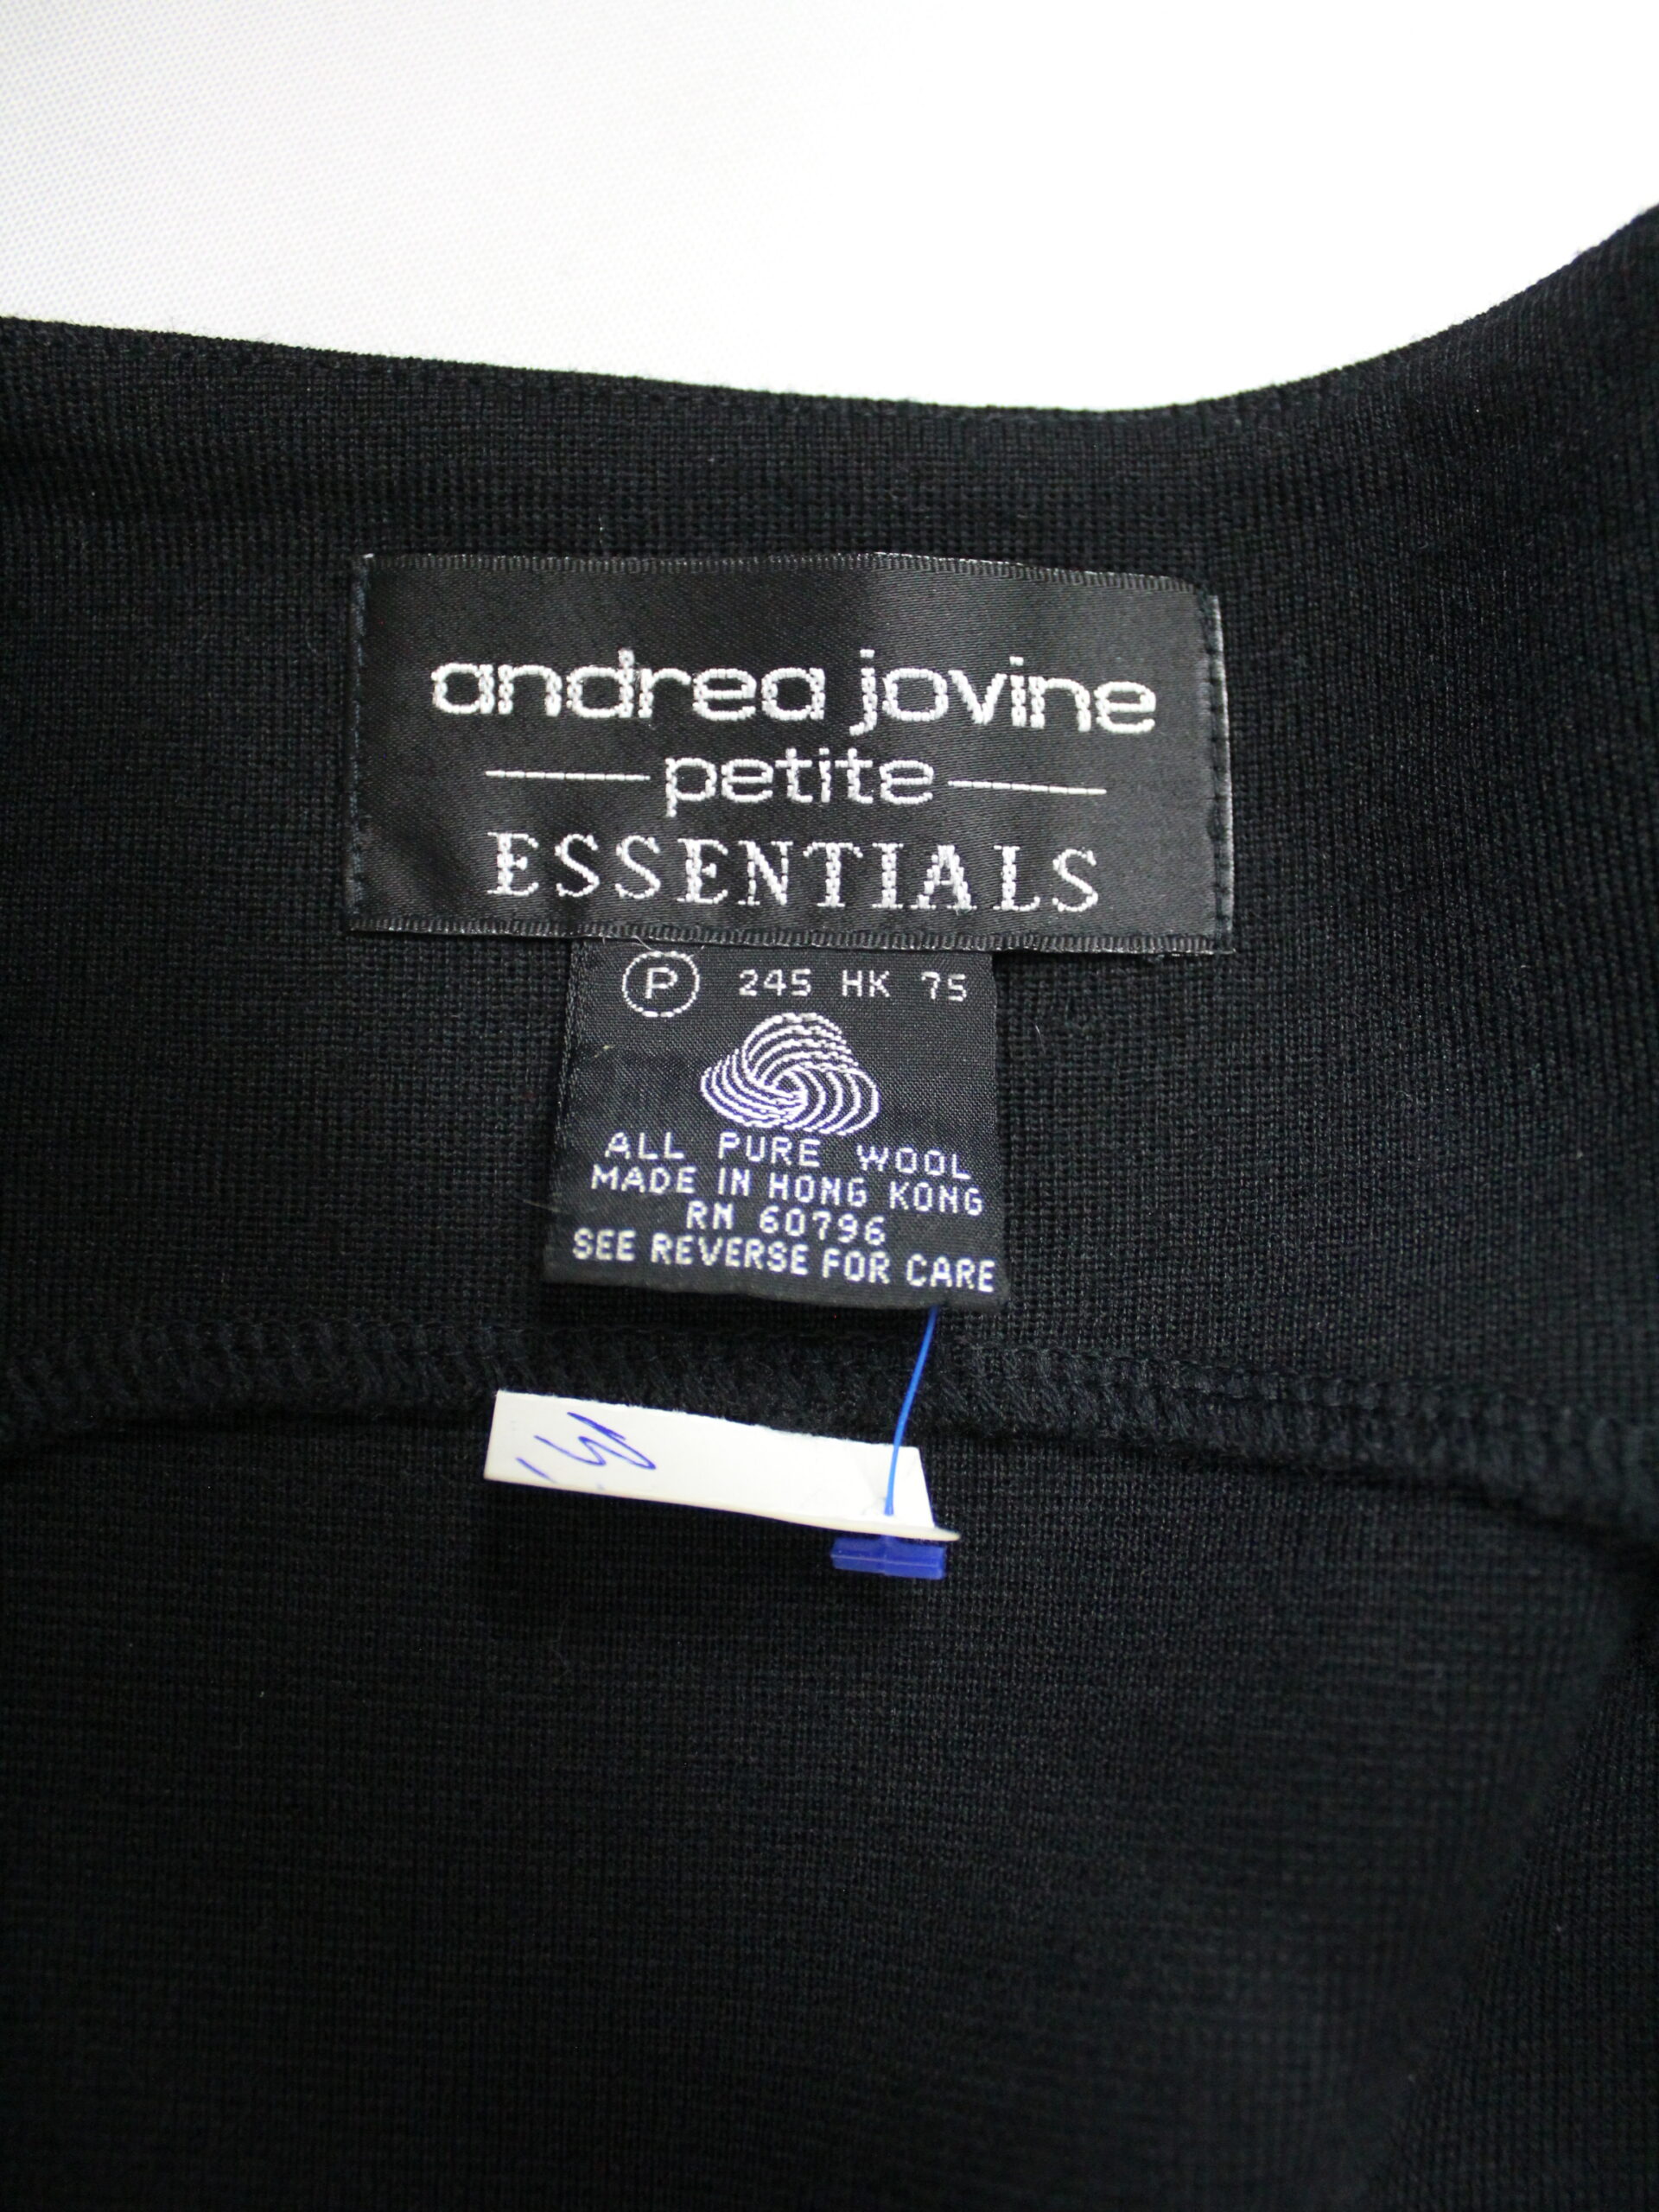 andrea jovine
petite
ESSENTIALS
P 245 HK 75
ALL PURE WOOL
MADE IN HONG KONG
RN 60796
SEE REVERSE FOR CARE